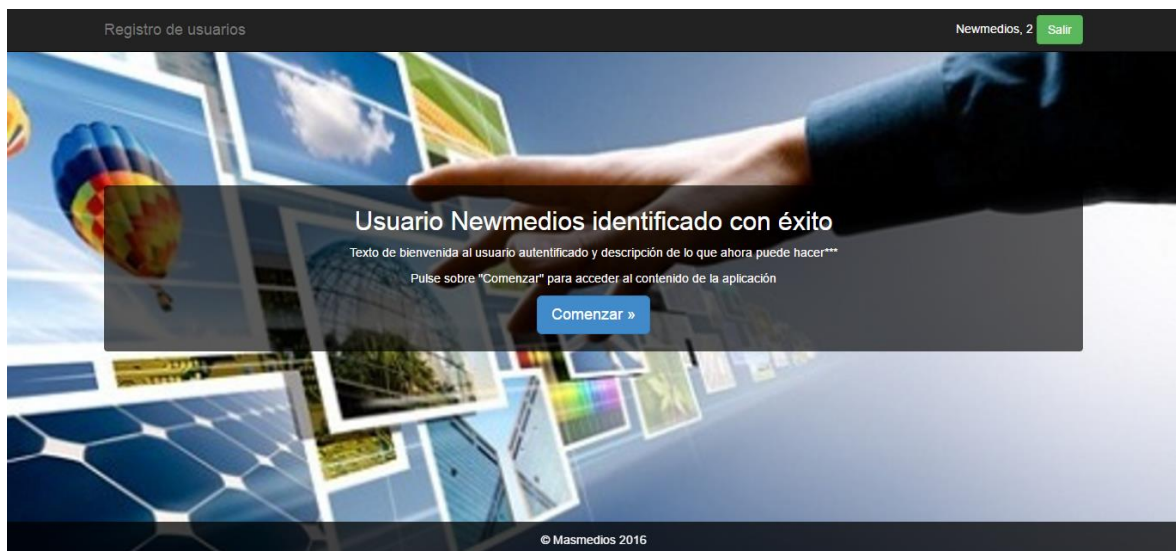 Registro de usuarios
Newmedios, 2 Salir
Usuario Newmedios identificado con éxito
Texto de bienvenida al usuario autentificado y descripción de lo que ahora puede hacer***
Pulse sobre "Comenzar" para acceder al contenido de la aplicación
Comenzar »
© Masmedios 2016